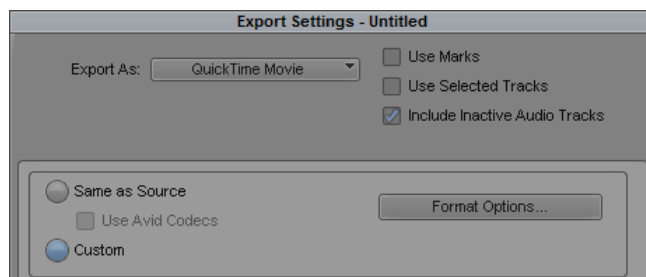 Export Settings - Untitled
Export As:
QuickTime Movie
Use Marks
Use Selected Tracks
Include Inactive Audio Tracks
Same as Source
Use Avid Codecs
Format Options...
Custom